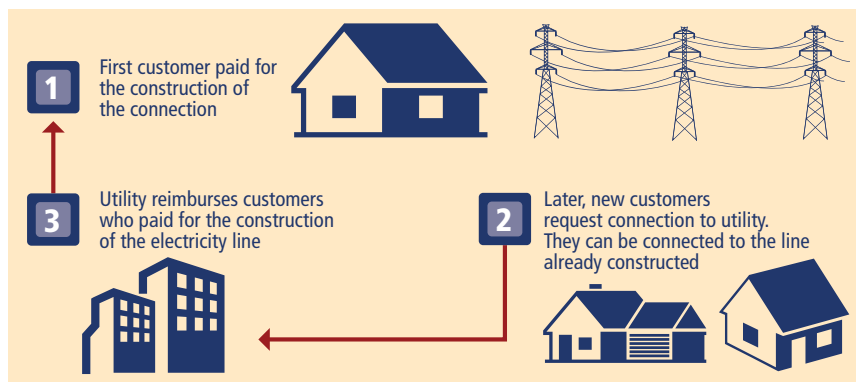 1
First customer paid for
the construction of
the connection
2
Later, new customers
request connection to utility.
They can be connected to the line
already constructed
3
Utility reimburses customers
who paid for the construction
of the electricity line